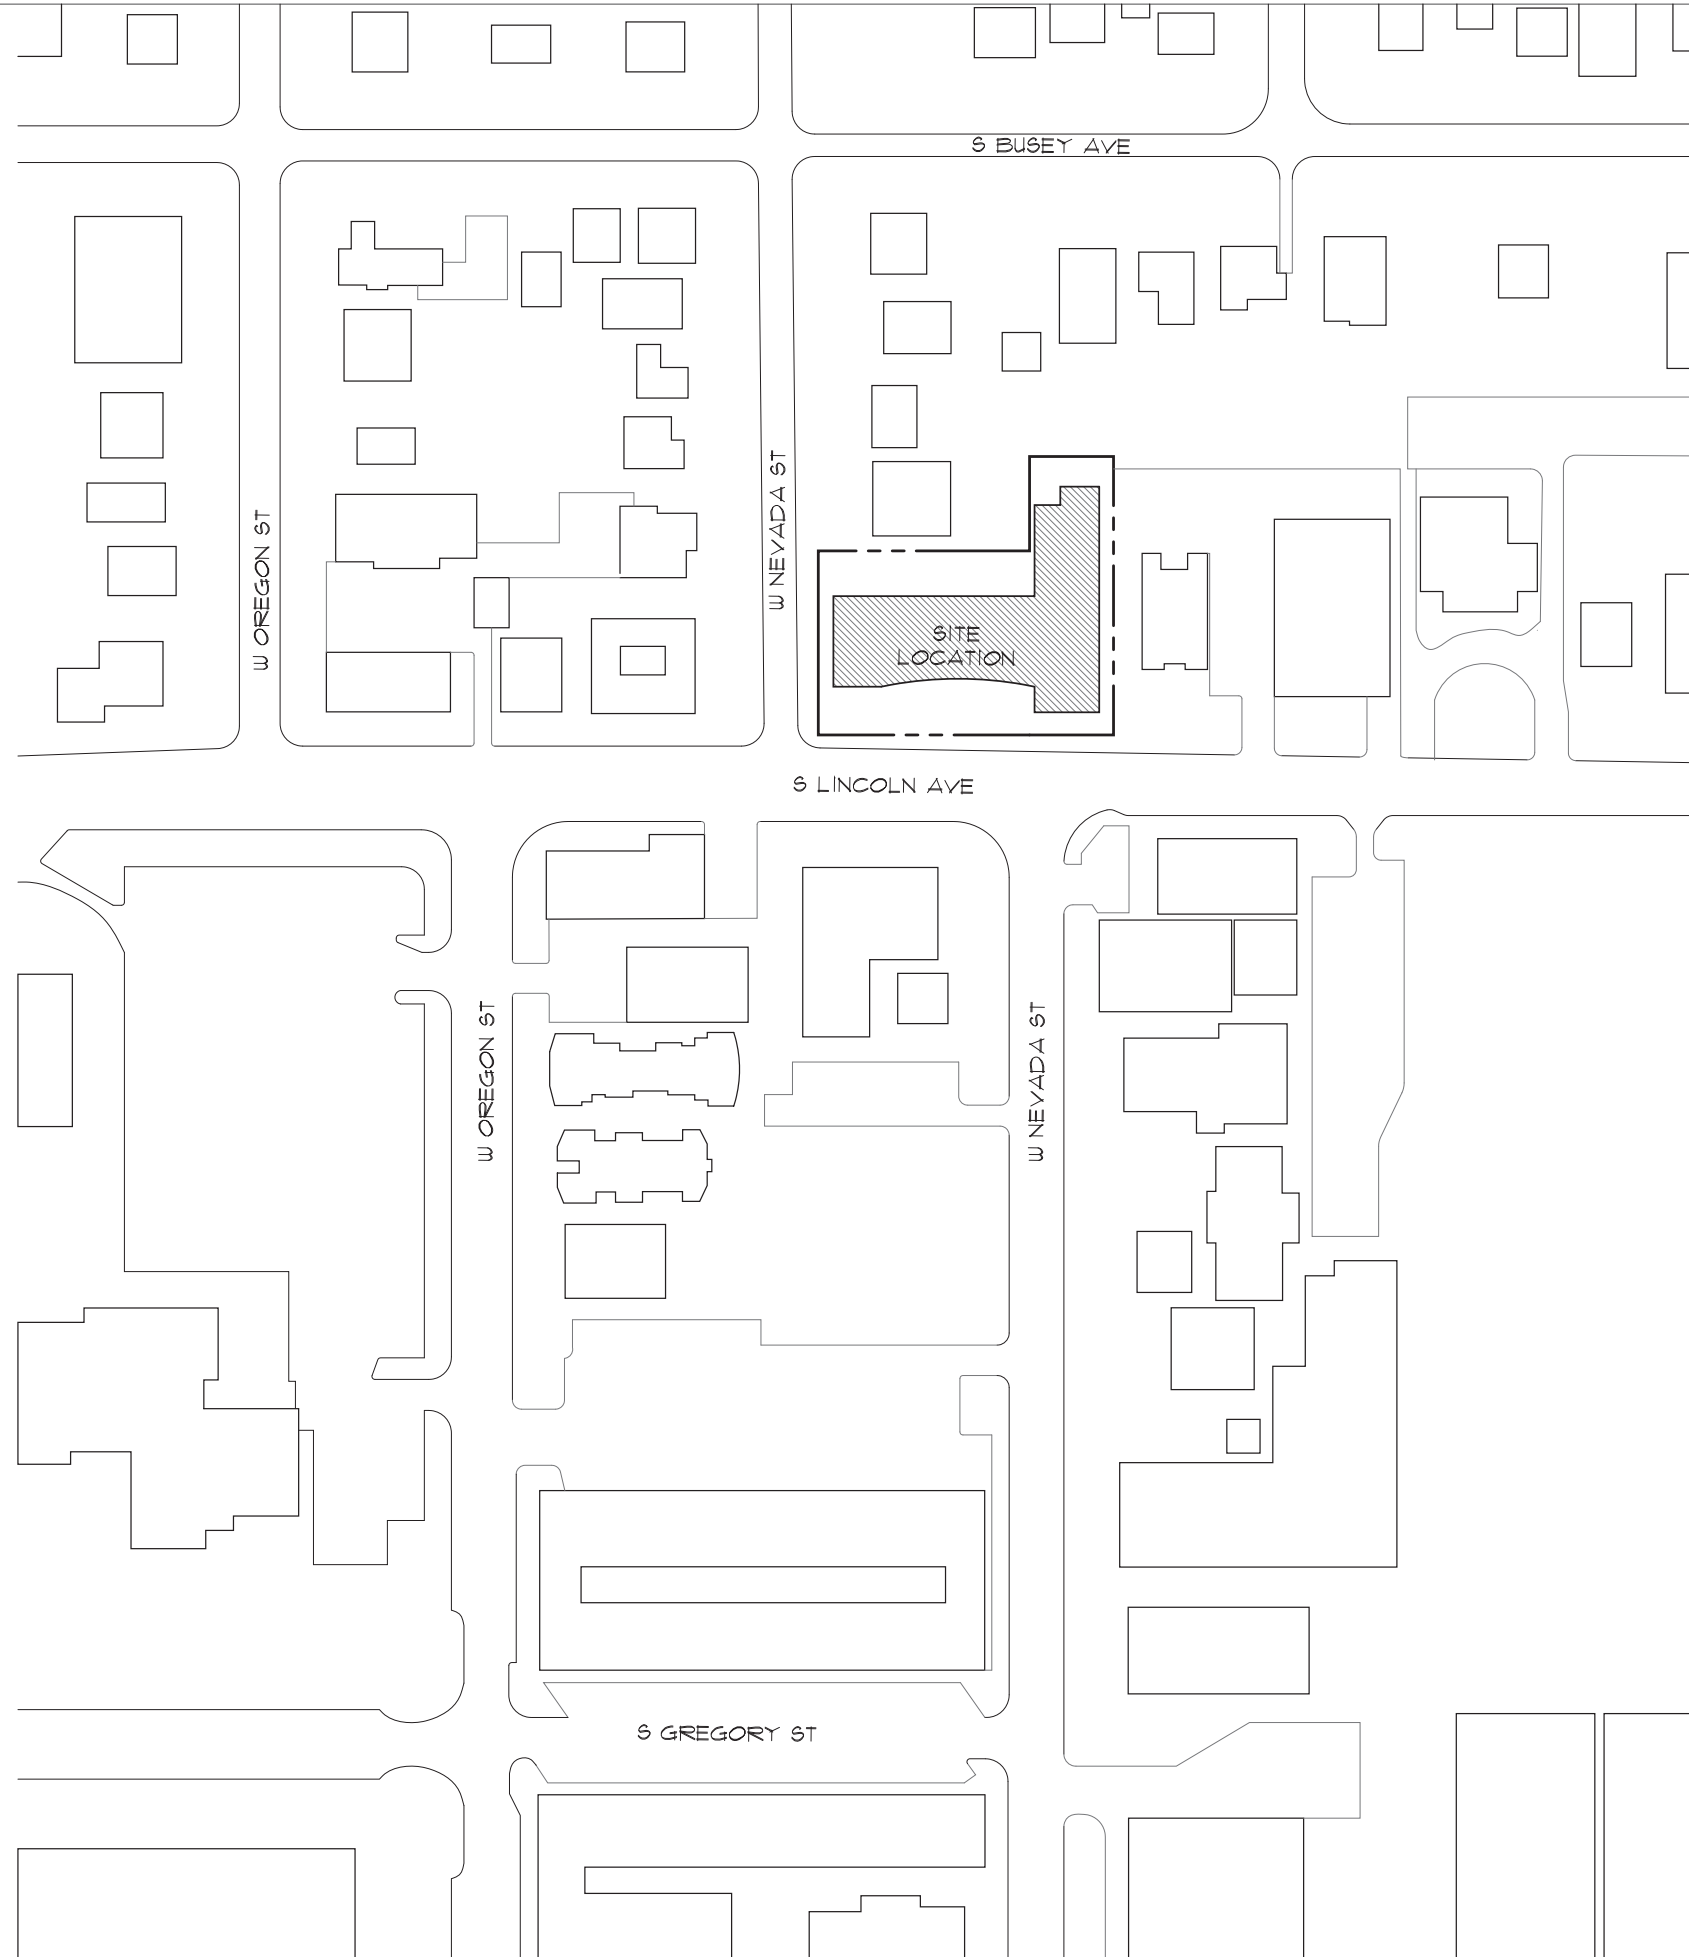 S BUSEY AVE
W OREGON ST
W NEVADA ST
SITE
LOCATION
S LINCOLN AVE
W OREGON ST
W NEVADA ST
S GREGORY ST